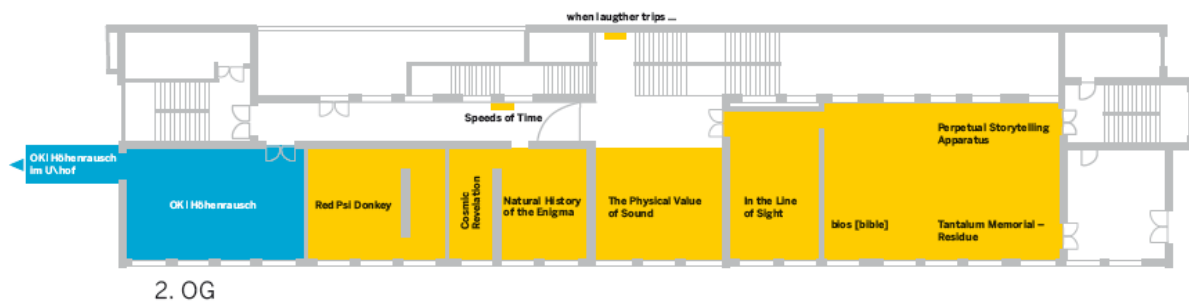 when laugther trips ...
Speeds of Time
OK | Höhenrausch
im U\hof
OK | Höhenrausch
Red Psi Donkey
Cosmic
Revelation
Natural History
of the Enigma
The Physical Value
of Sound
In the Line
of Sight
bios [bible]
Perpetual Storytelling
Apparatus
Tantalum Memorial –
Residue
2. OG